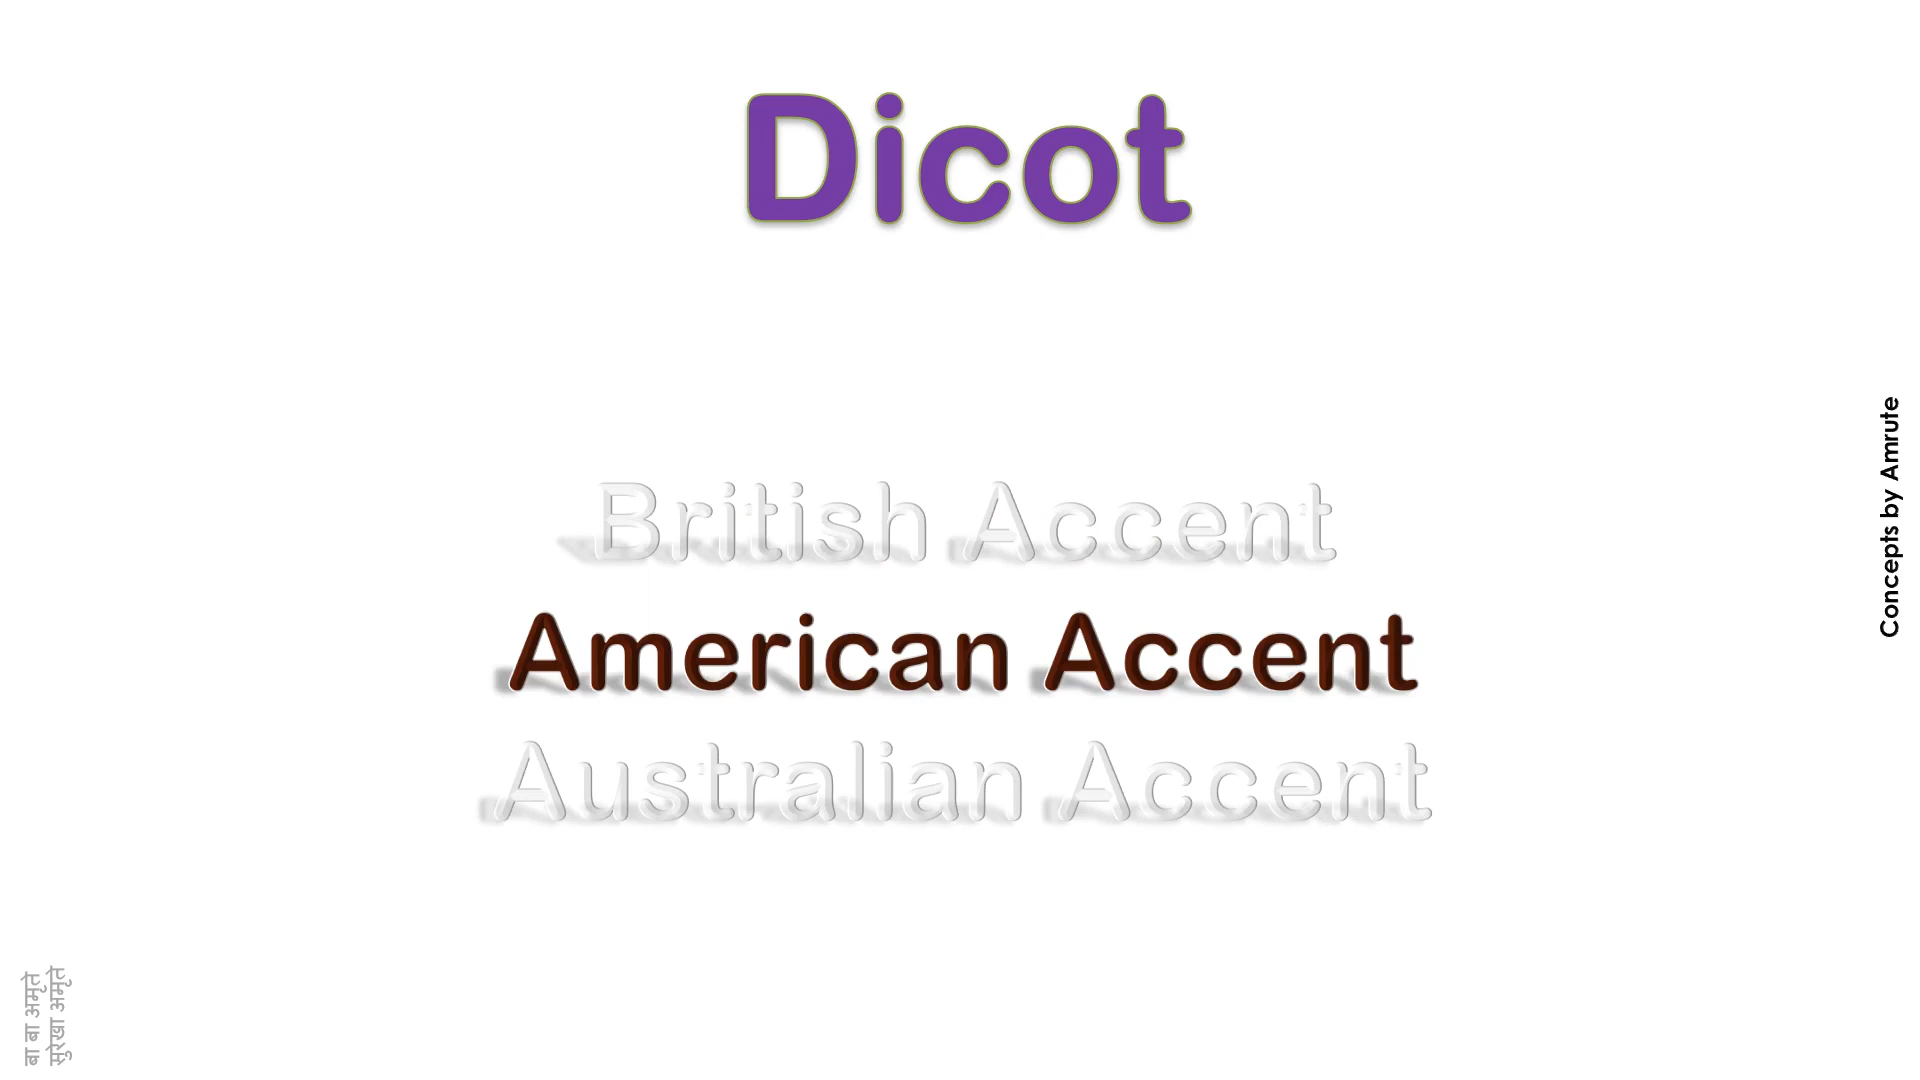 Dicot
British Accent
American Accent
Australian Accent
Concepts by Amrute
बा बा अमृते
सुरेखा अमृते